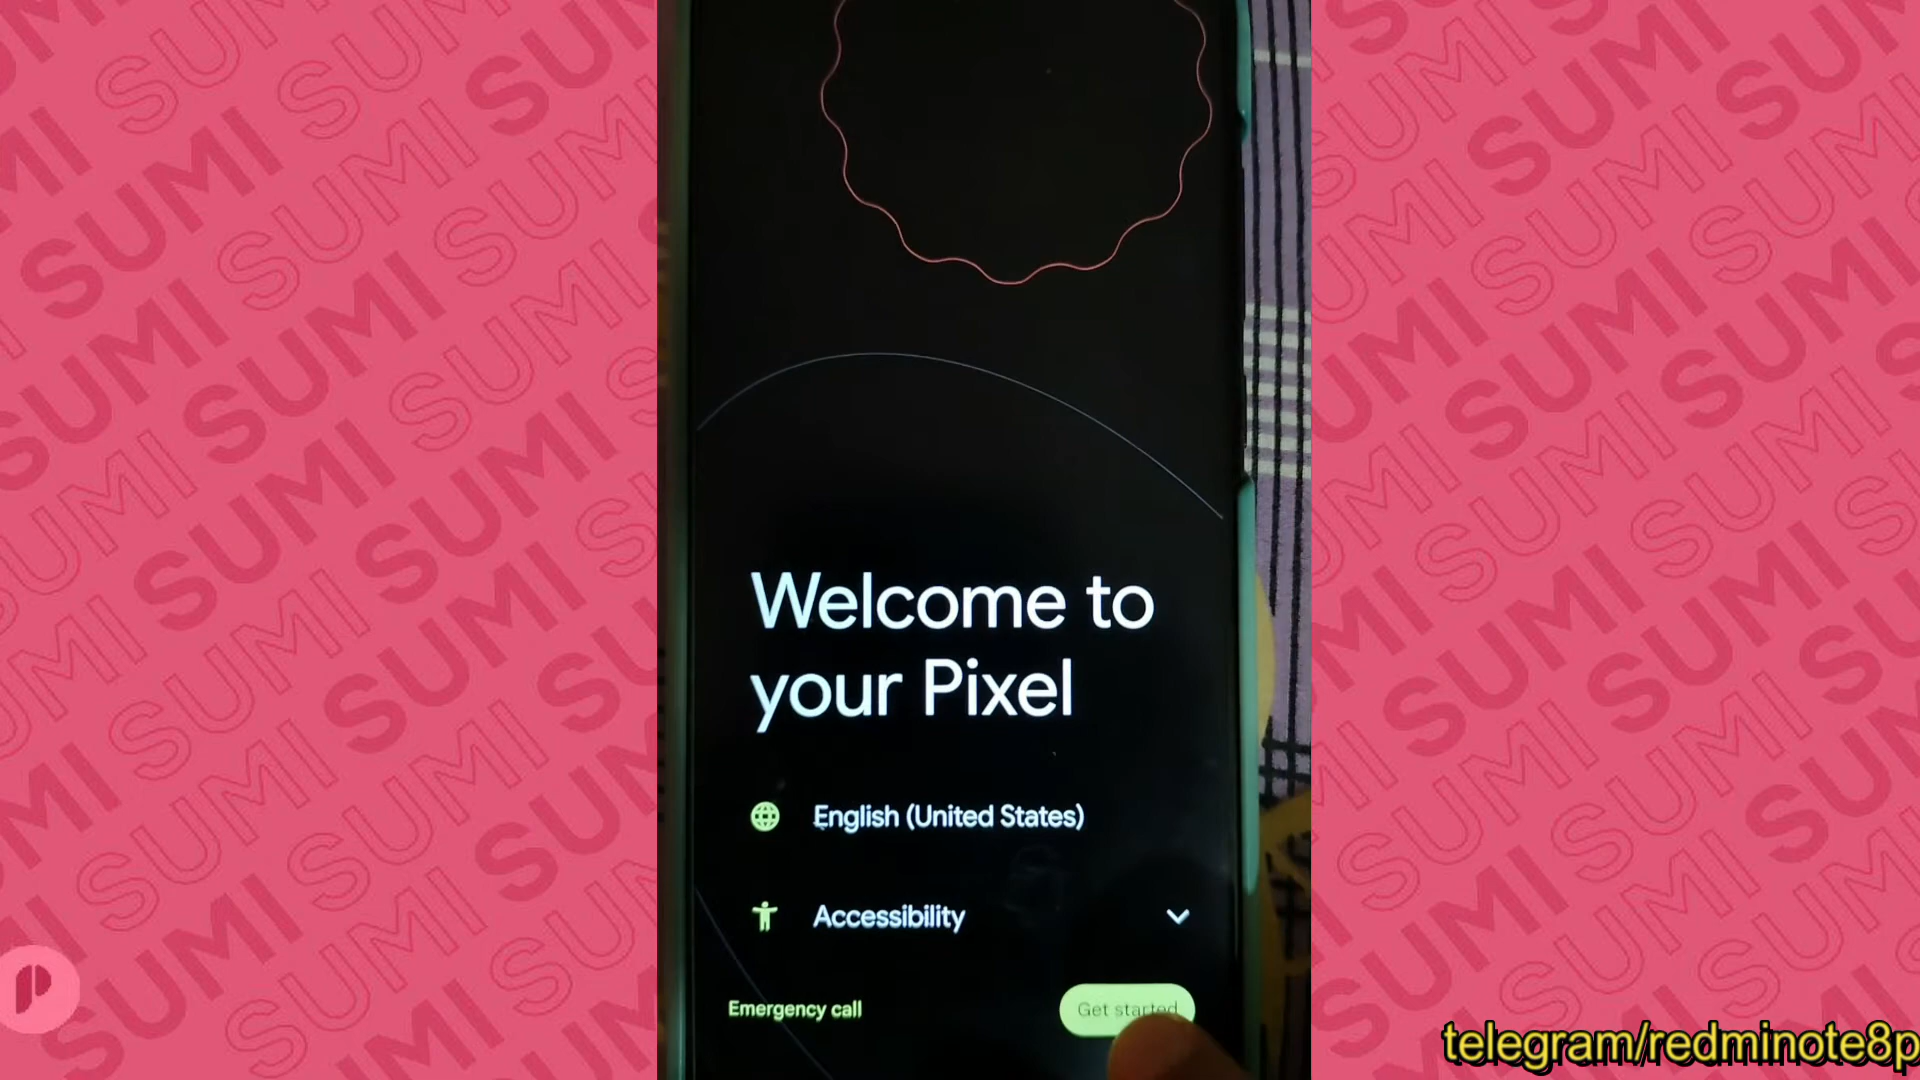 Welcome to
your Pixel
English (United States)
Accessibility
Emergency call
Get started
telegram/redminote8p
SUMI SUMI SUMI